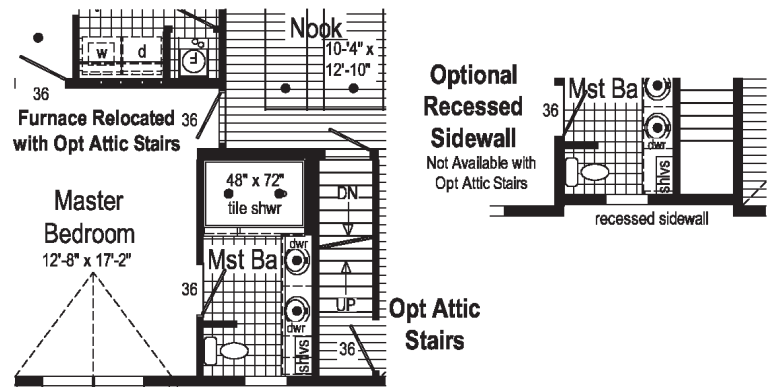 Nook
10-'4" x
12'-10"
w
d
F
36
Furnace Relocated
with Opt Attic Stairs
36
48" x 72"
tile shwr
DN
Master
Bedroom
12'-8" x 17'-2"
dwr
Mst Ba
36
UP
dwr
shlvs
36
Opt Attic
Stairs
Optional
Recessed
Sidewall
Not Available with
Opt Attic Stairs
Mst Ba
36
dwr
shlvs
recessed sidewall